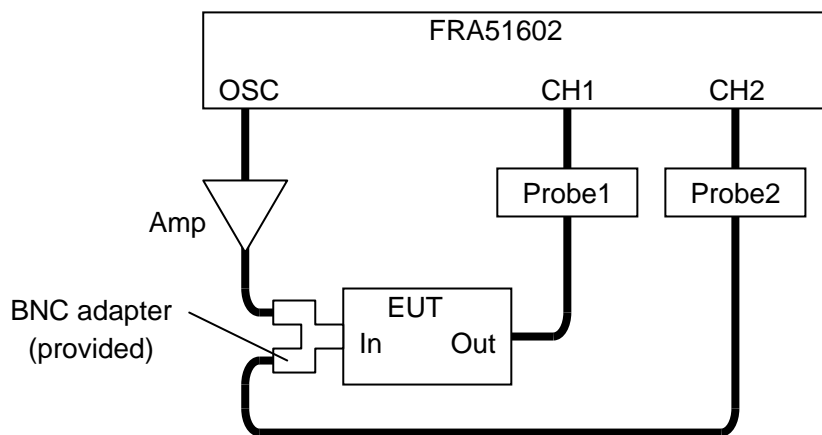 FRA51602
OSC
CH1
CH2
Probe1
Probe2
Amp
BNC adapter
(provided)
EUT
In
Out